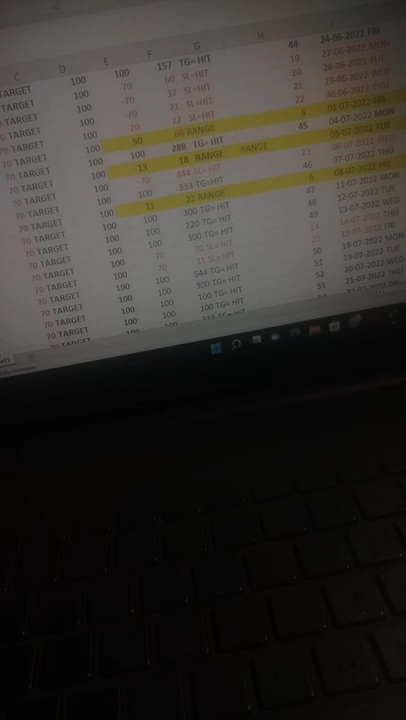 C D E F G H
TARGET 100 100 157 TG= HIT 44 24-06-2022 FRI
TARGET 100 -70 60 SL=HIT 19 27-06-2022 MON
TARGET 100 -70 37 SL=HIT 20 28-06-2022 TUE
TARGET 100 -70 21 SL=HIT 21 29-06-2022 WED
TARGET 100 -70 22 SL=HIT 22 30-06-2022 THU
TARGET 100 50 66 RANGE 5 01-07-2022 FRI
TARGET 100 100 288 TG= HIT 45 04-07-2022 MON
TARGET 100 13 18 RANGE RANGE 05-07-2022 TUE
70 TARGET 100 -70 444 SL= HIT 23 06-07-2022 WED
70 TARGET 100 100 333 TG=HIT 46 07-07-2022 THU
70 TARGET 100 11 22 RANGE 6 08-07-2022 FRI
70 TARGET 100 100 300 TG=HIT 47 11-07-2022 MON
70 TARGET 100 100 220 TG= HIT 48 12-07-2022 TUE
70 TARGET 100 100 300 TG= HIT 49 13-07-2022 WED
70 TARGET 100 -70 70 SL=HIT 24 14-07-2022 THU
70 TARGET 100 -70 11 SL=HIT 25 15-07-2022 FRI
70 TARGET 100 100 544 TG=HIT 50 18-07-2022 MON
70 TARGET 100 100 300 TG=HIT 51 19-07-2022 TUE
70 TARGET 100 100 100 TG=HIT 52 20-07-2022 WED
70 TARGET 100 100 100 TG= HIT 53 21-07-2022 THU